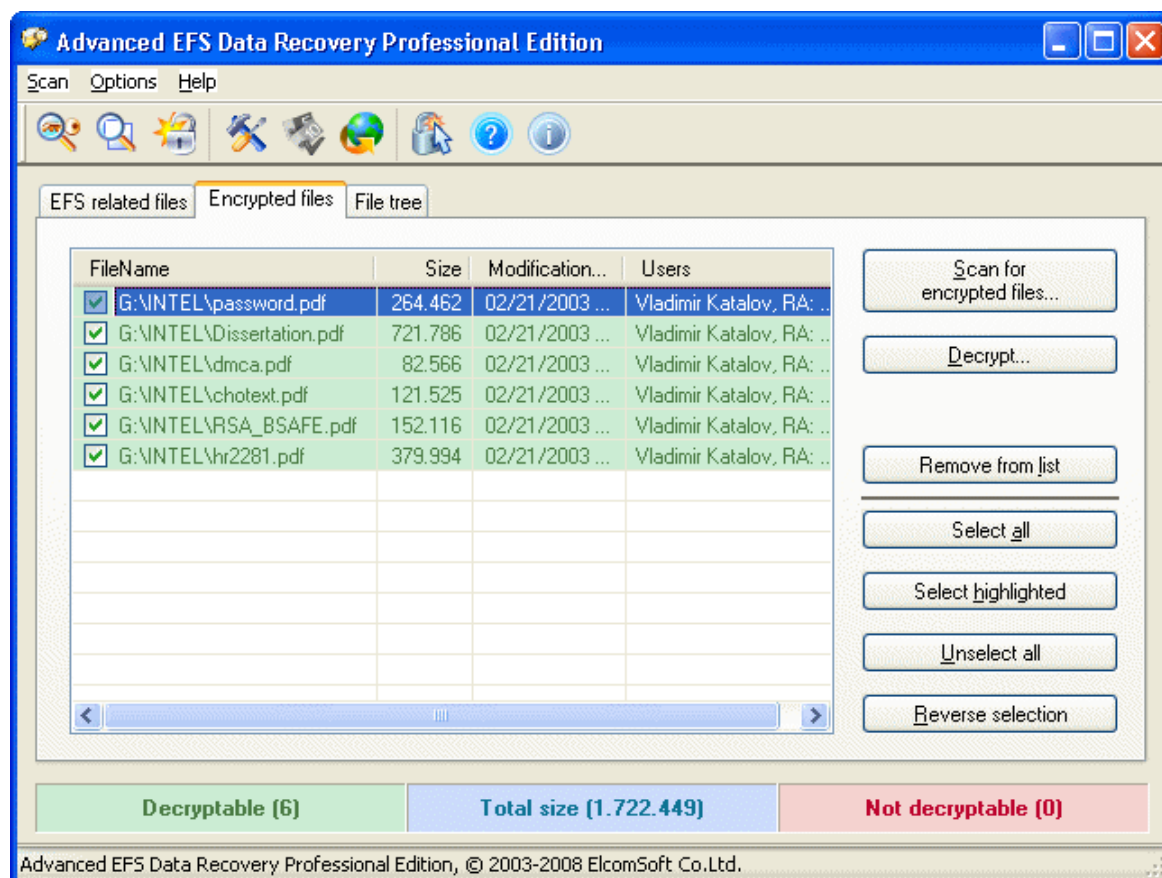 Advanced EFS Data Recovery Professional Edition
Scan Options Help
EFS related files Encrypted files File tree
FileName Size Modification... Users
G:\INTEL\password.pdf 264.462 02/21/2003 ... Vladimir Katalov, RA: ..
G:\INTEL\Dissertation.pdf 721.786 02/21/2003 ... Vladimir Katalov, RA: ..
G:\INTEL\dmca.pdf 82.566 02/21/2003 ... Vladimir Katalov, RA: ..
G:\INTEL\chotext.pdf 121.525 02/21/2003 ... Vladimir Katalov, RA: ..
G:\INTEL\RSA_BSAFE.pdf 152.116 02/21/2003 ... Vladimir Katalov, RA: ..
G:\INTEL\hr2281.pdf 379.994 02/21/2003 ... Vladimir Katalov, RA: ..
Scan for
encrypted files...
Decrypt...
Remove from list
Select all
Select highlighted
Unselect all
Reverse selection
Decryptable (6) Total size (1.722.449) Not decryptable (0)
Advanced EFS Data Recovery Professional Edition, © 2003-2008 ElcomSoft Co.Ltd.